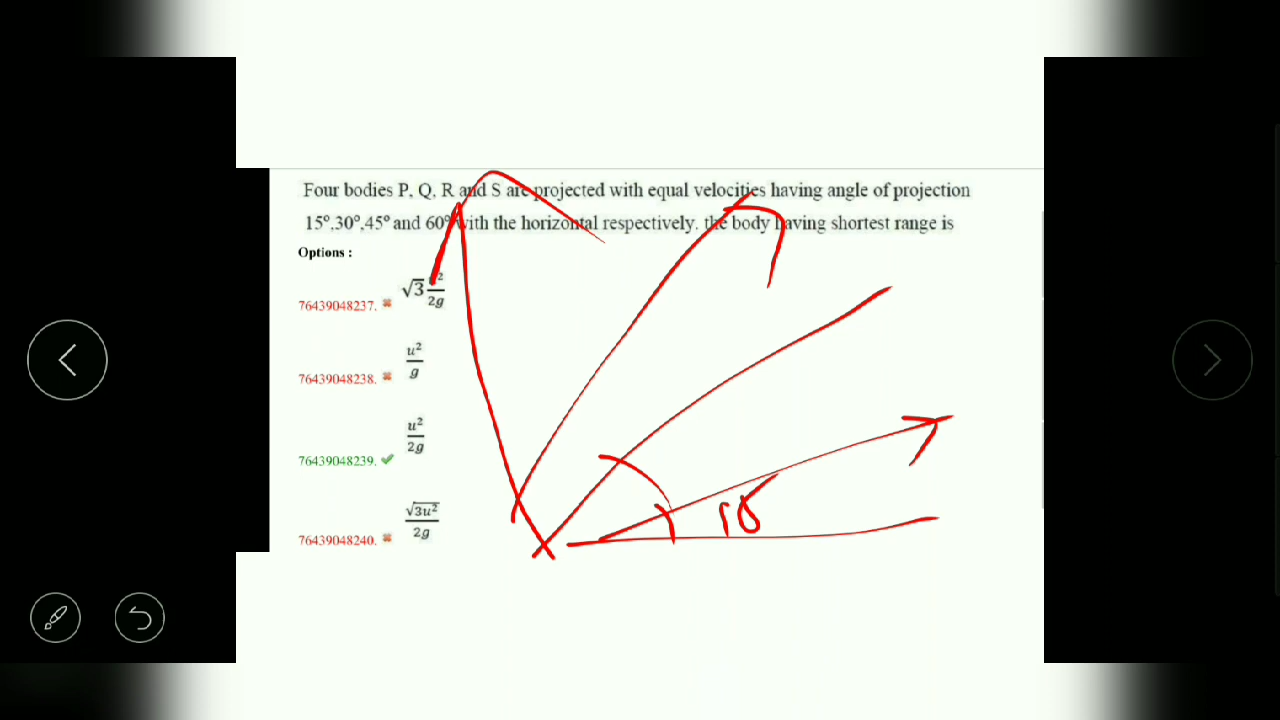 Four bodies P, Q, R and S are projected with equal velocities having angle of projection
15°,30°,45° and 60° with the horizontal respectively. the body having shortest range is
Options :
76439048237. ✖ √3 u²/2g
76439048238. ✖ u²/g
76439048239. ✔ u²/2g
76439048240. ✖ √3u²/2g